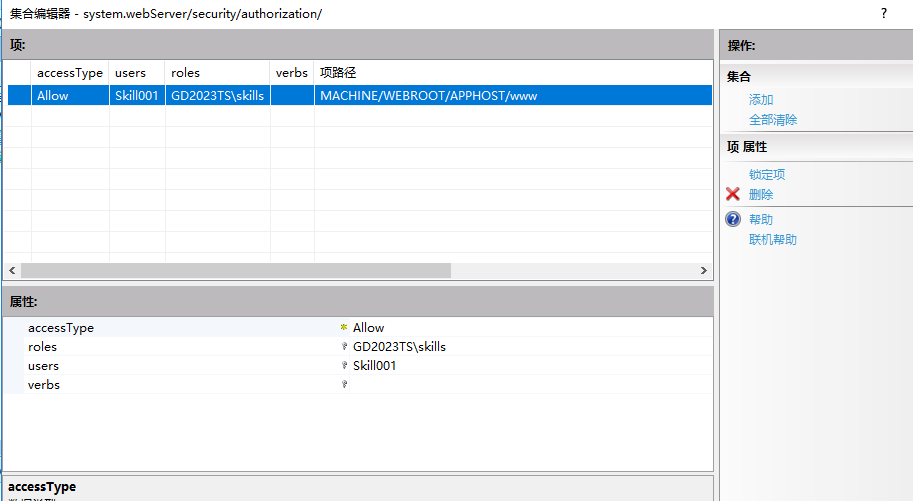 集合编辑器 - system.webServer/security/authorization/ ?
项:
accessType users roles verbs 项路径
Allow Skill001 GD2023TS\skills MACHINE/WEBROOT/APPHOST/www
属性:
accessType Allow
roles GD2023TS\skills
users Skill001
verbs
accessType
操作:
集合
添加
全部清除
项 属性
锁定项
删除
帮助
联机帮助